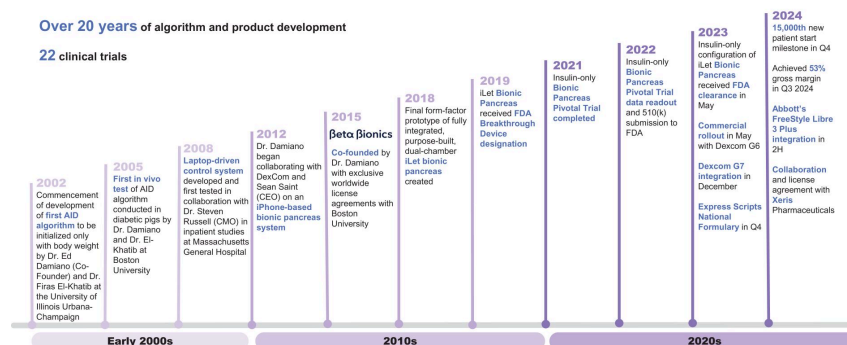 Over 20 years of algorithm and product development
22 clinical trials
2002
Commencement
of development
of first AID
algorithm to be
initialized only
with body weight
by Dr. Ed
Damiano (Co-
Founder) and Dr.
Firas El-Khatib at
the University of
Illinois Urbana-
Champaign
2005
First in vivo
test of AID
algorithm
conducted in
diabetic pigs by
Dr. Damiano
and Dr. El-
Khatib at
Boston
University
2008
Laptop-driven
control system
developed and
first tested in
collaboration with
Dr. Steven
Russell (CMO) in
inpatient studies
at Massachusetts
General Hospital
2012
Dr. Damiano
began
collaborating with
DexCom and
Sean Saint
(CEO) on an
iPhone-based
bionic pancreas
system
2015
βeta βionics
Co-founded by
Dr. Damiano
with exclusive
worldwide
license
agreements with
Boston
University
2018
Final form-factor
prototype of fully
integrated,
purpose-built,
dual-chamber
iLet bionic
pancreas
created
2019
iLet Bionic
Pancreas
received FDA
Breakthrough
Device
designation
2021
Insulin-only
Bionic
Pancreas
Pivotal Trial
completed
2022
Insulin-only
Bionic
Pancreas
Pivotal Trial
data readout
and 510(k)
submission to
FDA
2023
Insulin-only
configuration of
iLet Bionic
Pancreas
received FDA
clearance in
May
Commercial
rollout in May
with Dexcom G6
Dexcom G7
integration in
December
Express Scripts
National
Formulary in Q4
2024
15,000th new
patient start
milestone in Q4
Achieved 53%
gross margin
in Q3 2024
Abbott's
FreeStyle Libre
3 Plus
integration in
2H
Collaboration
and license
agreement with
Xeris
Pharmaceuticals
Early 2000s
2010s
2020s